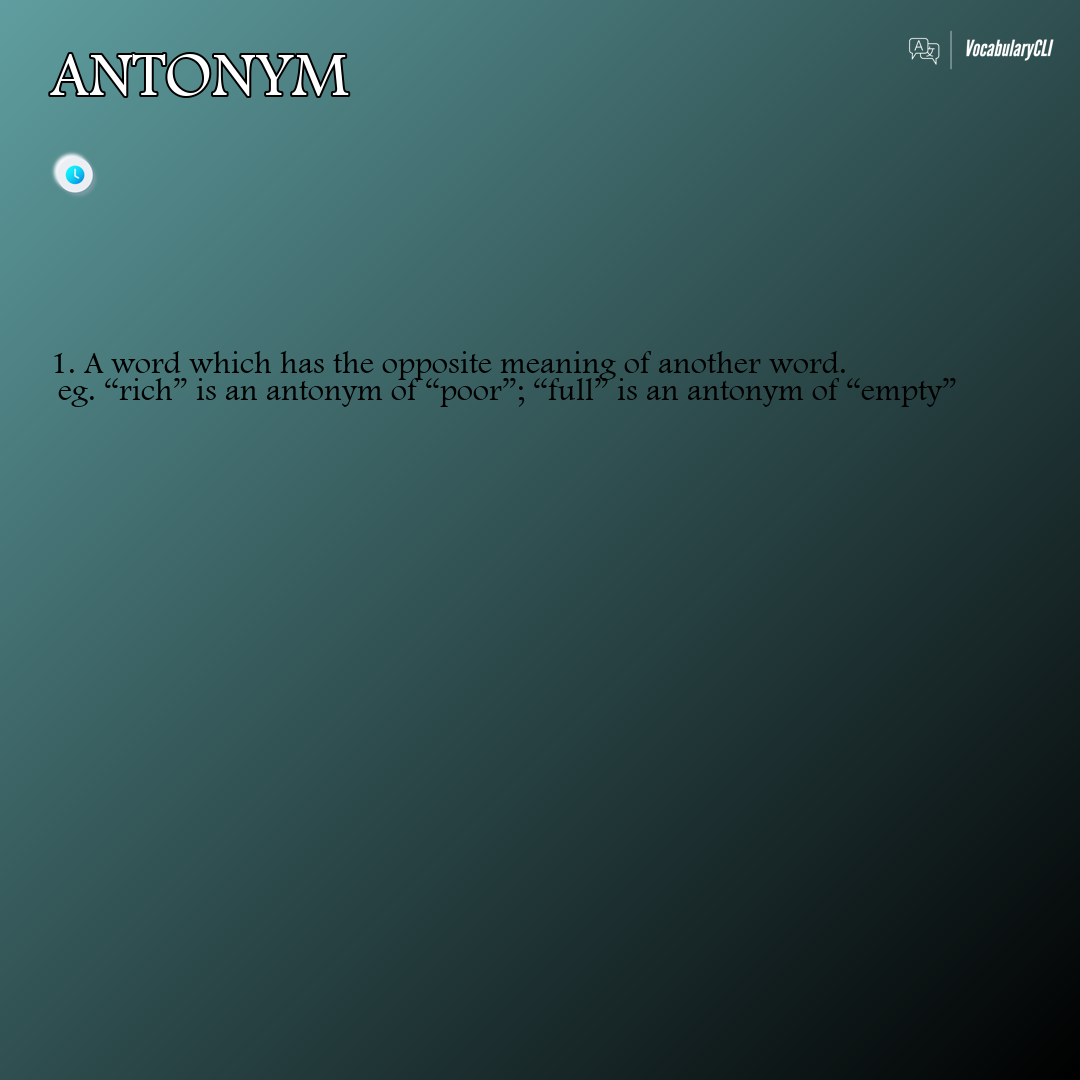 ANTONYM
VocabularyCLI
1. A word which has the opposite meaning of another word.
eg. “rich” is an antonym of “poor”; “full” is an antonym of “empty”